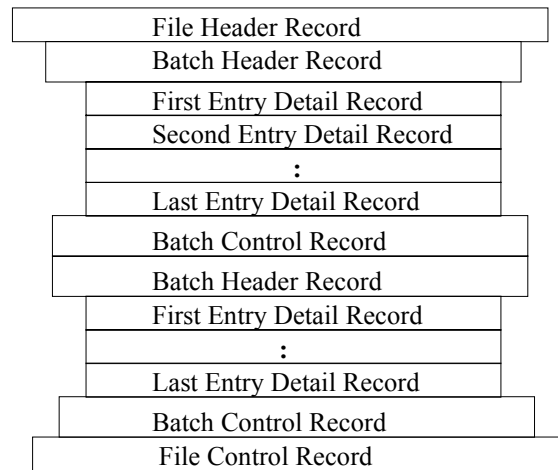 File Header Record
Batch Header Record
First Entry Detail Record
Second Entry Detail Record
:
Last Entry Detail Record
Batch Control Record
Batch Header Record
First Entry Detail Record
:
Last Entry Detail Record
Batch Control Record
File Control Record